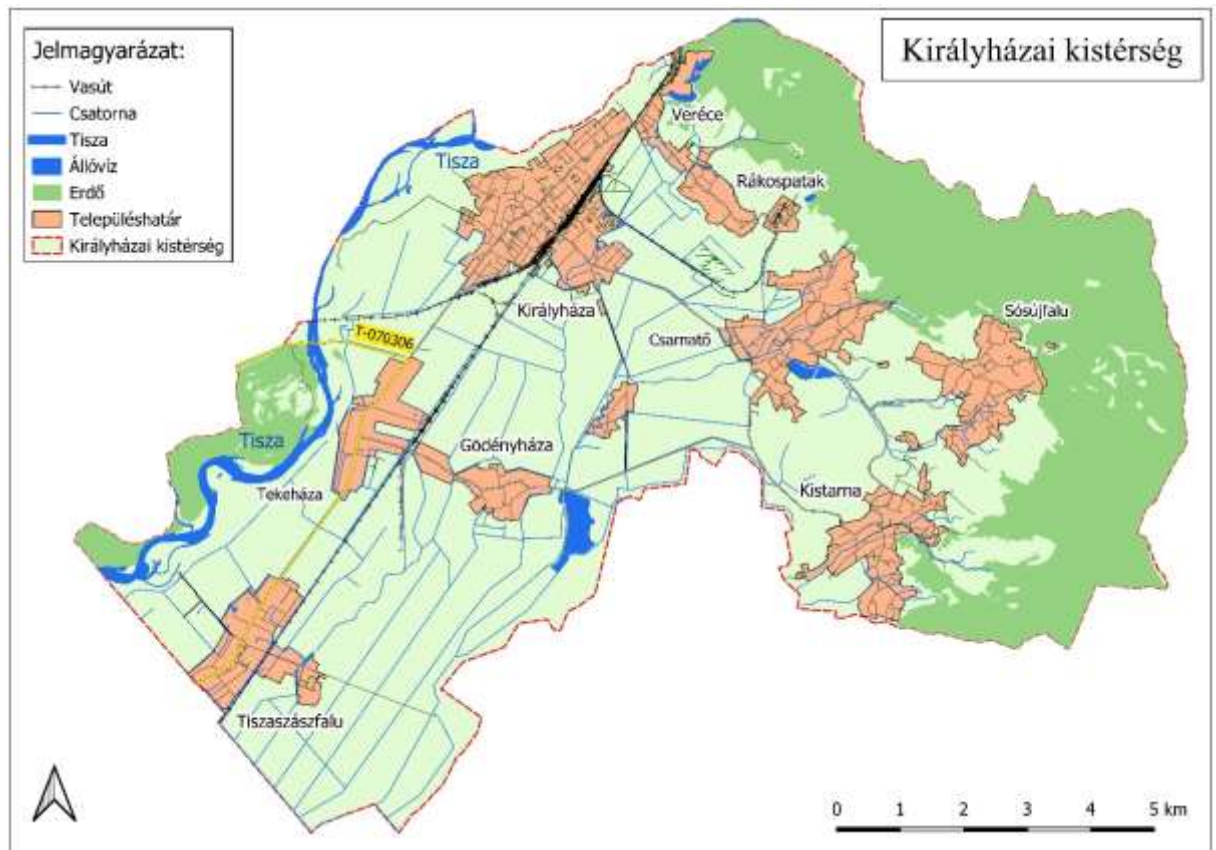 Királyházai kistérség
Jelmagyarázat:
Vasút
Csatorna
Tisza
Állóvíz
Erdő
Településhatár
Királyházai kistérség
Veréce
Tisza
Rákospatak
Királyháza
Sósújfalu
Csarnatő
T-070306
Tisza
Gödényháza
Tekeháza
Kistarna
Tiszaszászfalu
0 1 2 3 4 5 km